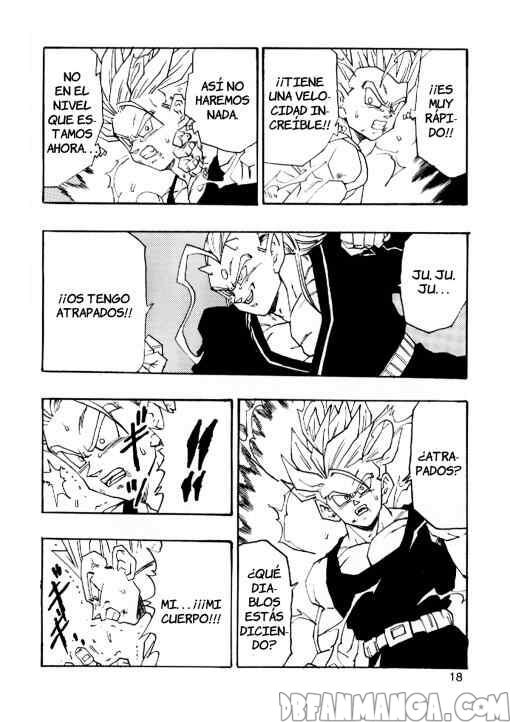 ¡¡ES
MUY
RÁPI-
DO!!
¡¡TIENE
UNA VELO-
CIDAD IN-
CREÍBLE!!
ASÍ NO
HAREMOS
NADA.
NO
EN EL
NIVEL
QUE ES-
TAMOS
AHORA...
JU. JU.
JU...
¡¡OS TENGO
ATRAPADOS!!
¿ATRA-
PADOS?
¿QUÉ
DIA-
BLOS
ESTÁS
DICIEN-
DO?
MI...¡¡¡MI
CUERPO!!!
18
DBFANMANGA.COM